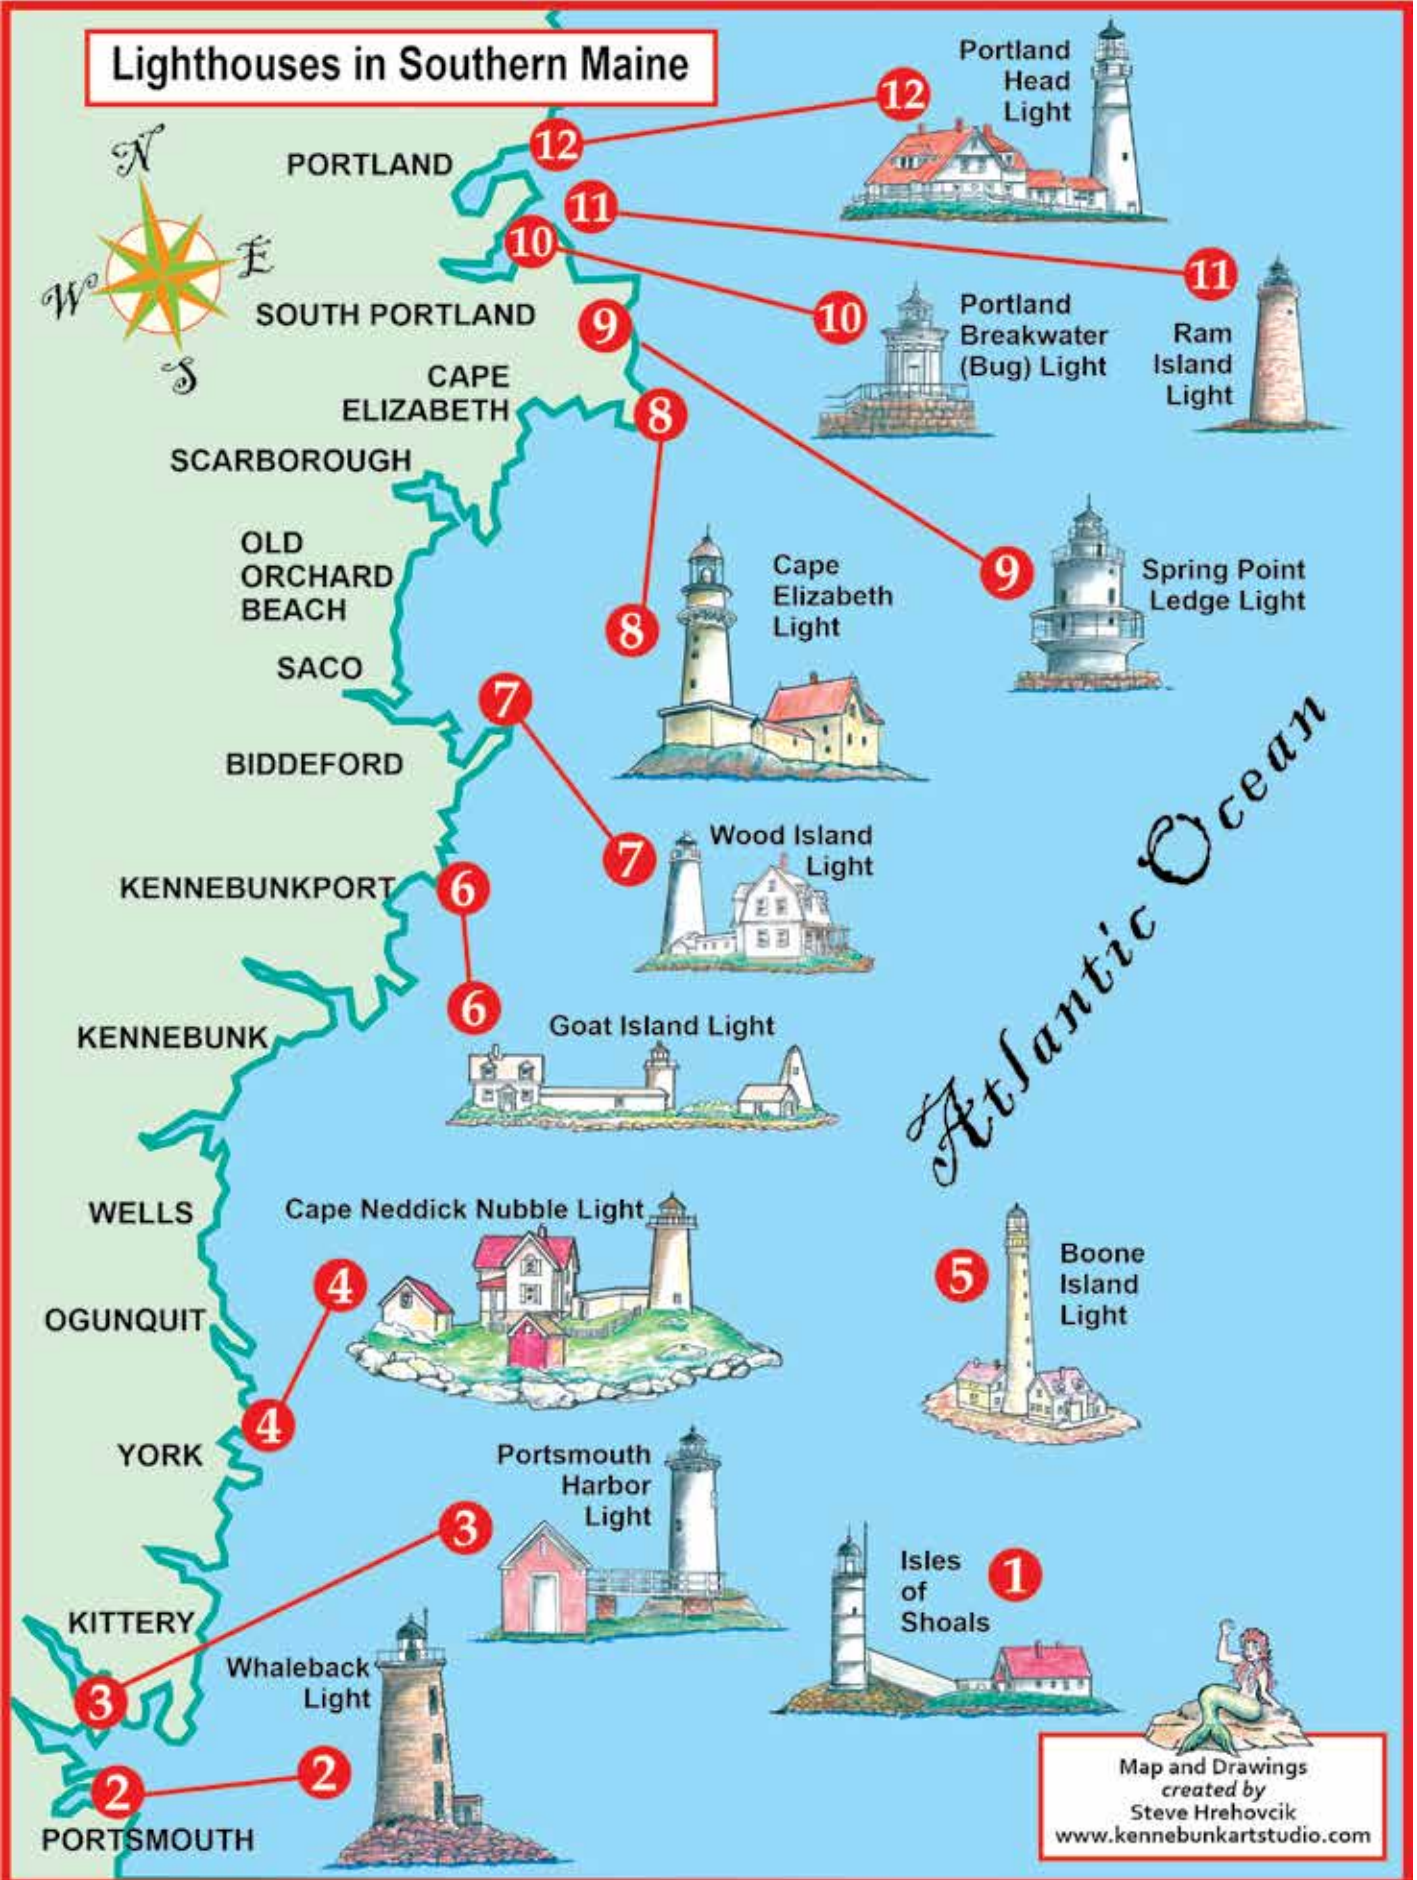 Lighthouses in Southern Maine
N
E
W
S
PORTLAND
SOUTH PORTLAND
CAPE
ELIZABETH
SCARBOROUGH
OLD
ORCHARD
BEACH
SACO
BIDDEFORD
KENNEBUNKPORT
KENNEBUNK
WELLS
OGUNQUIT
YORK
KITTERY
PORTSMOUTH
12
12
Portland
Head
Light
11
11
Ram
Island
Light
10
10
Portland
Breakwater
(Bug) Light
9
9
Spring Point
Ledge Light
8
8
Cape
Elizabeth
Light
7
7
Wood Island
Light
6
6
Goat Island Light
Atlantic Ocean
Cape Neddick Nubble Light
4
4
5
Boone
Island
Light
Portsmouth
Harbor
Light
3
3
Isles
of
Shoals
1
Whaleback
Light
2
2
Map and Drawings
created by
Steve Hrehovcik
www.kennebunkartstudio.com